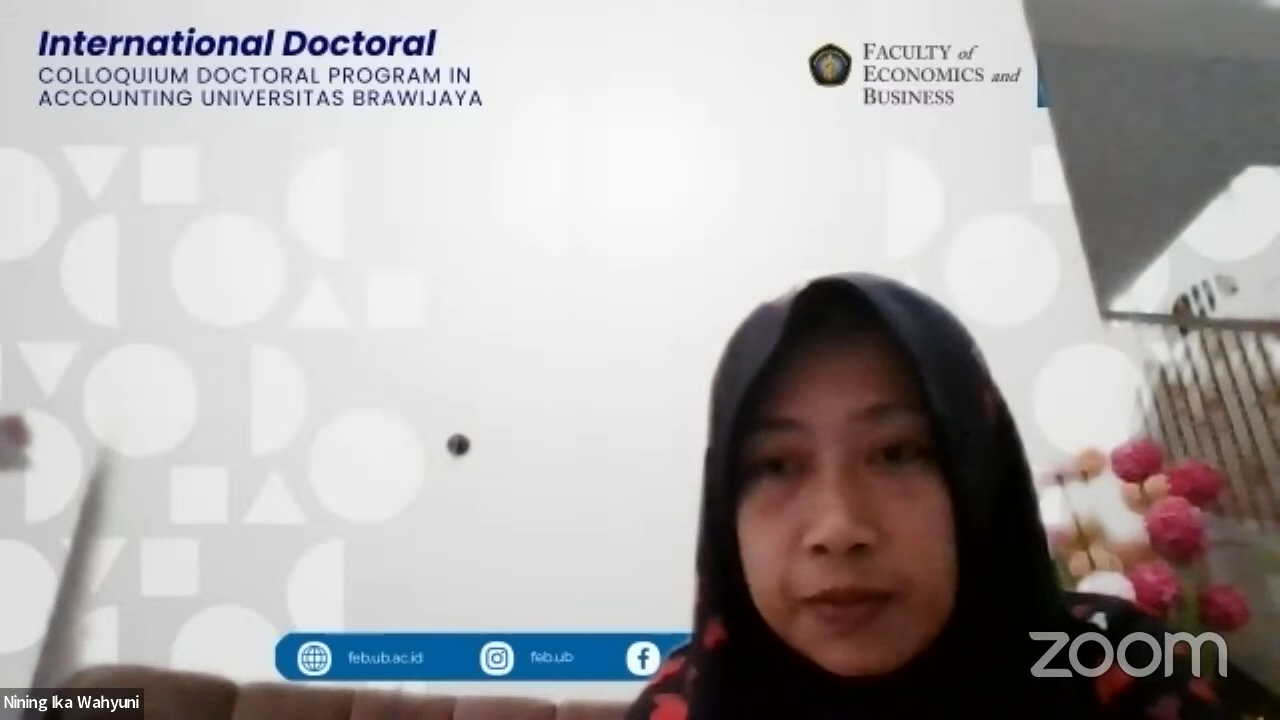 International Doctoral
COLLOQUIUM DOCTORAL PROGRAM IN
ACCOUNTING UNIVERSITAS BRAWIJAYA
FACULTY of
ECONOMICS and
BUSINESS
feb.ub.ac.id
feb.ub
zoom
Nining Ika Wahyuni